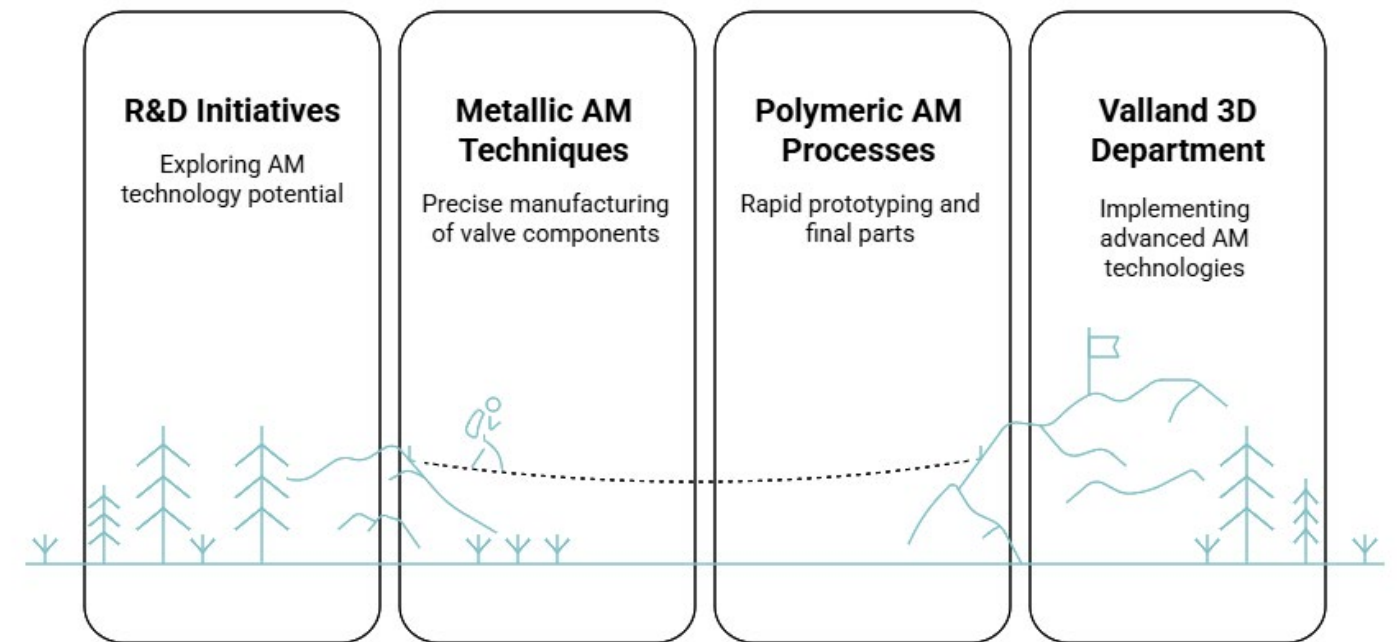 R&D Initiatives
Exploring AM
technology potential
Metallic AM
Techniques
Precise manufacturing
of valve components
Polymeric AM
Processes
Rapid prototyping and
final parts
Valland 3D
Department
Implementing
advanced AM
technologies